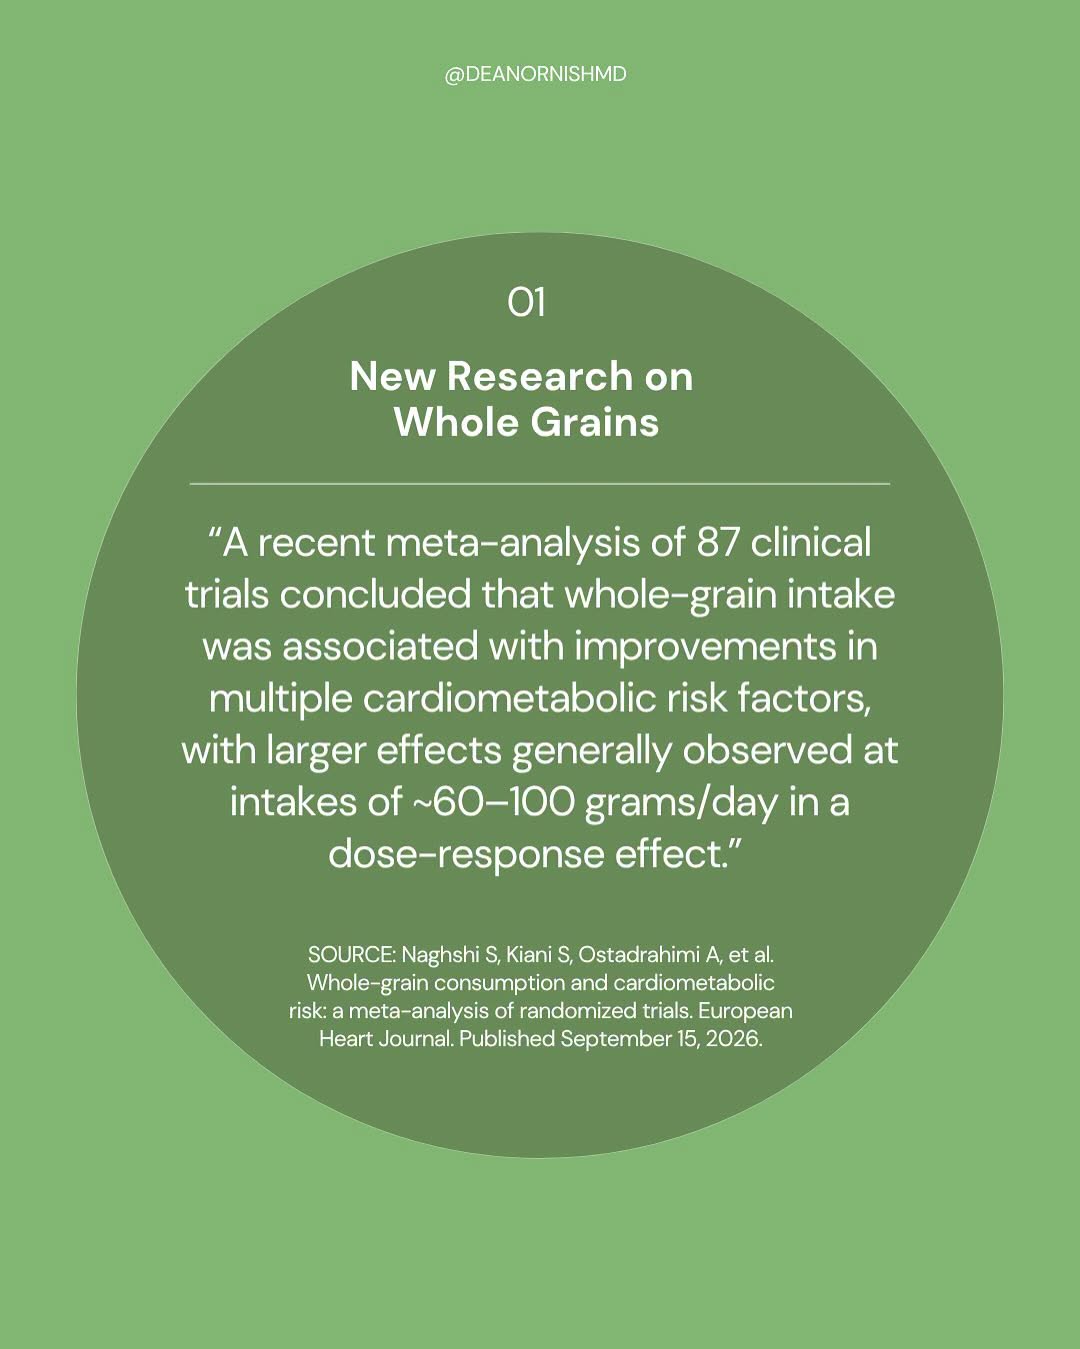 @DEANORNISHMD
01
New Research on
Whole Grains
“A recent meta-analysis of 87 clinical
trials concluded that whole-grain intake
was associated with improvements in
multiple cardiometabolic risk factors,
with larger effects generally observed at
intakes of ~60–100 grams/day in a
dose-response effect.”
SOURCE: Naghshi S, Kiani S, Ostadrahimi A, et al.
Whole-grain consumption and cardiometabolic
risk: a meta-analysis of randomized trials. European
Heart Journal. Published September 15, 2026.